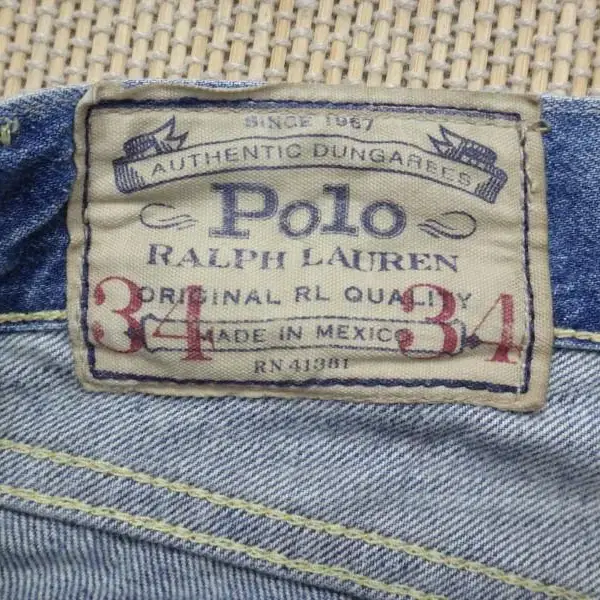 SINCE 1967
AUTHENTIC DUNGAREES
Polo
RALPH LAUREN
ORIGINAL RL QUALITY
34 34
MADE IN MEXICO
RN 41381